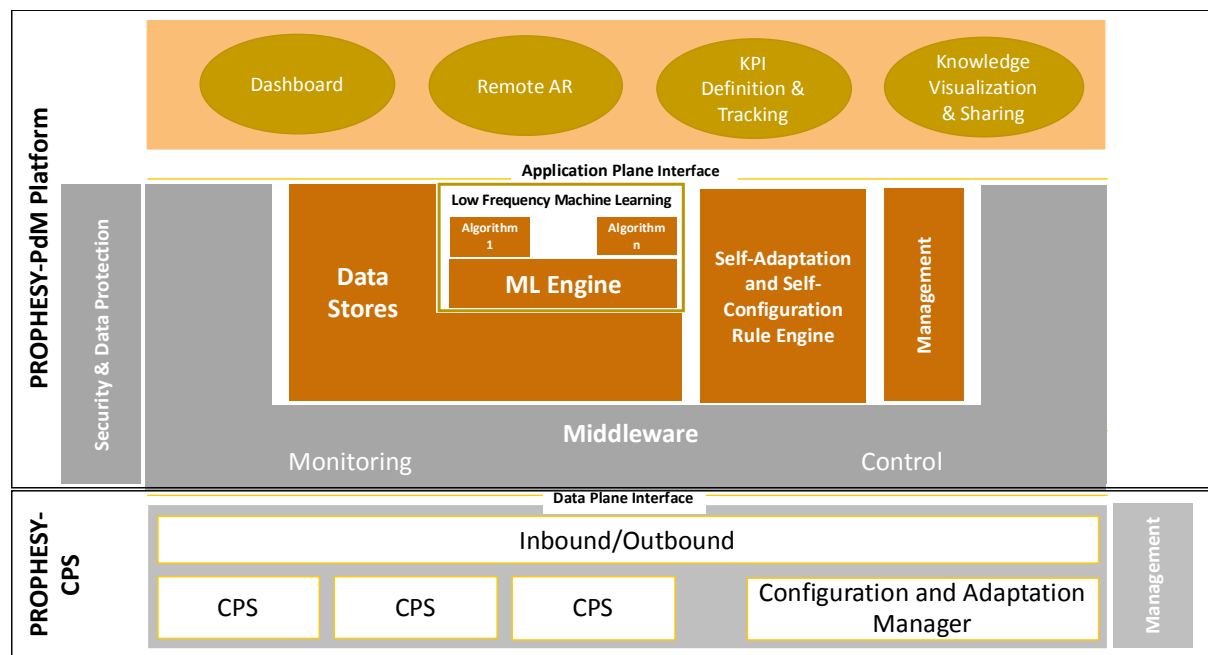 PROPHESY-PdM Platform
Dashboard
Remote AR
KPI
Definition &
Tracking
Knowledge
Visualization
& Sharing
Application Plane Interface
Security & Data Protection
Data
Stores
Low Frequency Machine Learning
Algorithm
1
Algorithm
n
ML Engine
Self-Adaptation
and Self-
Configuration
Rule Engine
Management
Middleware
Monitoring
Control
PROPHESY-
CPS
Data Plane Interface
Inbound/Outbound
CPS
CPS
CPS
Configuration and Adaptation
Manager
Management